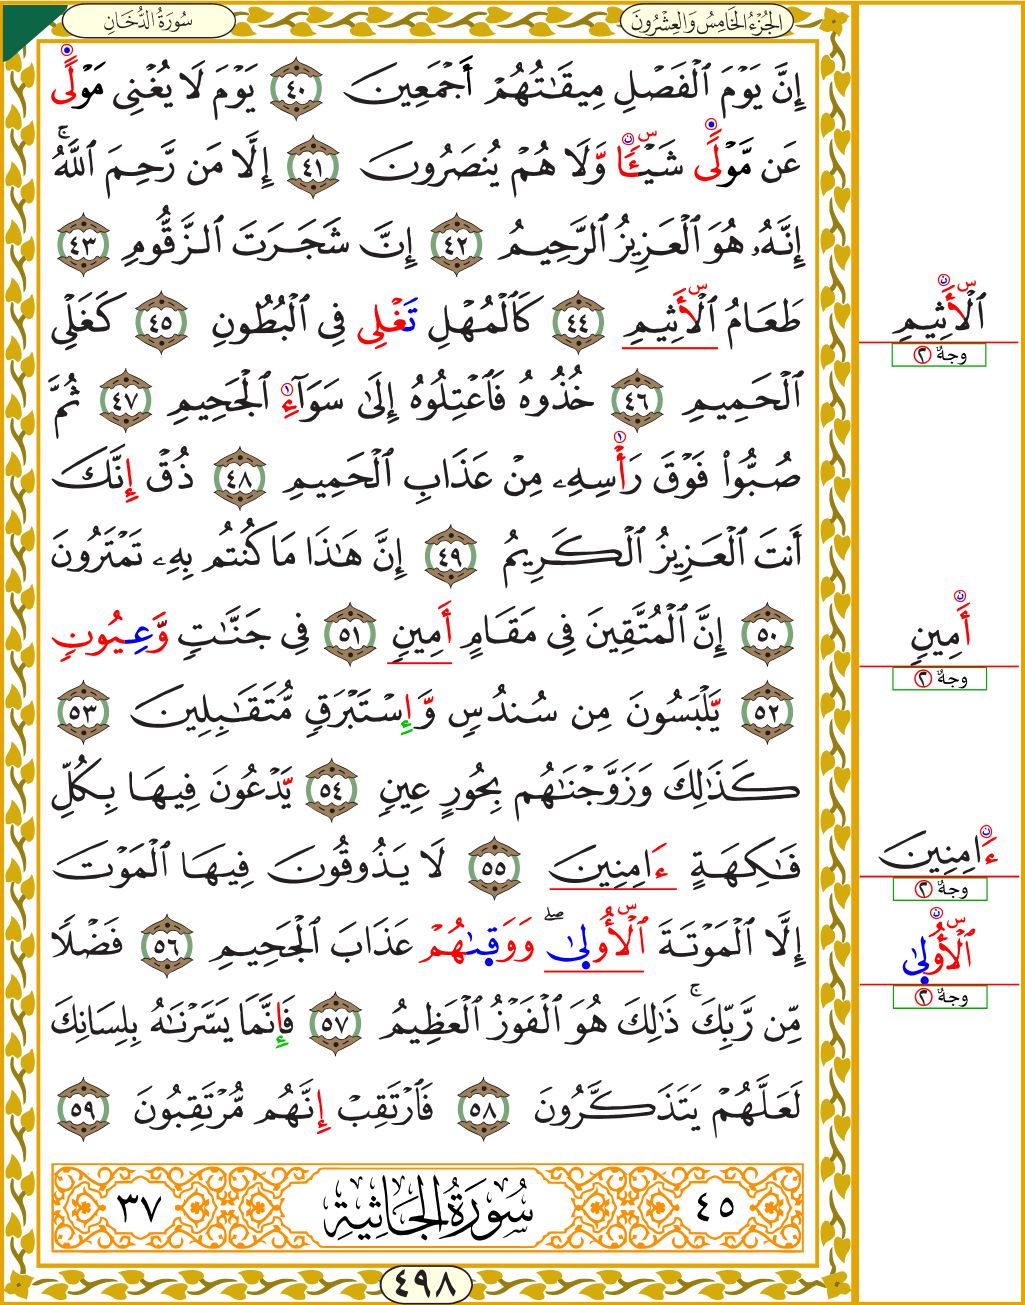 سُورَةُ الدُّخَانِ
الجُزْءُ الخَامِسُ وَالعِشْرُونَ
إِنَّ يَوْمَ ٱلْفَصْلِ مِيقَٰتُهُمْ أَجْمَعِينَ ٤٠ يَوْمَ لَا يُغْنِى مَوْلًى
عَن مَّوْلًى شَيْـًٔا وَّلَا هُمْ يُنصَرُونَ ٤١ إِلَّا مَن رَّحِمَ ٱللَّهُ ۚ
إِنَّهُۥ هُوَ ٱلْعَزِيزُ ٱلرَّحِيمُ ٤٢ إِنَّ شَجَرَتَ ٱلزَّقُّومِ ٤٣
طَعَامُ ٱلْأَثِيمِ ٤٤ كَٱلْمُهْلِ تَغْلِى فِى ٱلْبُطُونِ ٤٥ كَغَلْىِ
ٱلْحَمِيمِ ٤٦ خُذُوهُ فَٱعْتِلُوهُ إِلَىٰ سَوَآءِ ٱلْجَحِيمِ ٤٧ ثُمَّ
صُبُّوا۟ فَوْقَ رَأْسِهِۦ مِنْ عَذَابِ ٱلْحَمِيمِ ٤٨ ذُقْ إِنَّكَ
أَنتَ ٱلْعَزِيزُ ٱلْكَرِيمُ ٤٩ إِنَّ هَٰذَا مَا كُنتُم بِهِۦ تَمْتَرُونَ
٥٠ إِنَّ ٱلْمُتَّقِينَ فِى مَقَامٍ أَمِينٍ ٥١ فِى جَنَّٰتٍ وَّعِيُونٍ
٥٢ يَّلْبَسُونَ مِن سُندُسٍ وَّإِسْتَبْرَقٍ مُّتَقَٰبِلِينَ ٥٣
كَذَٰلِكَ وَزَوَّجْنَٰهُم بِحُورٍ عِينٍ ٥٤ يَّدْعُونَ فِيهَا بِكُلِّ
فَٰكِهَةٍ ءَامِنِينَ ٥٥ لَا يَذُوقُونَ فِيهَا ٱلْمَوْتَ
إِلَّا ٱلْمَوْتَةَ ٱلْأُولَىٰ ۖ وَوَقَىٰهُمْ عَذَابَ ٱلْجَحِيمِ ٥٦ فَضْلًا
مِّن رَّبِّكَ ۚ ذَٰلِكَ هُوَ ٱلْفَوْزُ ٱلْعَظِيمُ ٥٧ فَإِنَّمَا يَسَّرْنَٰهُ بِلِسَانِكَ
لَعَلَّهُمْ يَتَذَكَّرُونَ ٥٨ فَٱرْتَقِبْ إِنَّهُم مُّرْتَقِبُونَ ٥٩
٤٥ سُورَةُ الجَاثِيَةِ ٣٧
٤٩٨
ٱلْأَثِيمِ
وجهٌ ٢
أَمِينٍ
وجهٌ ٢
ءَامِنِينَ
وجهٌ ٢
ٱلْأُولَىٰ
وجهٌ ٢